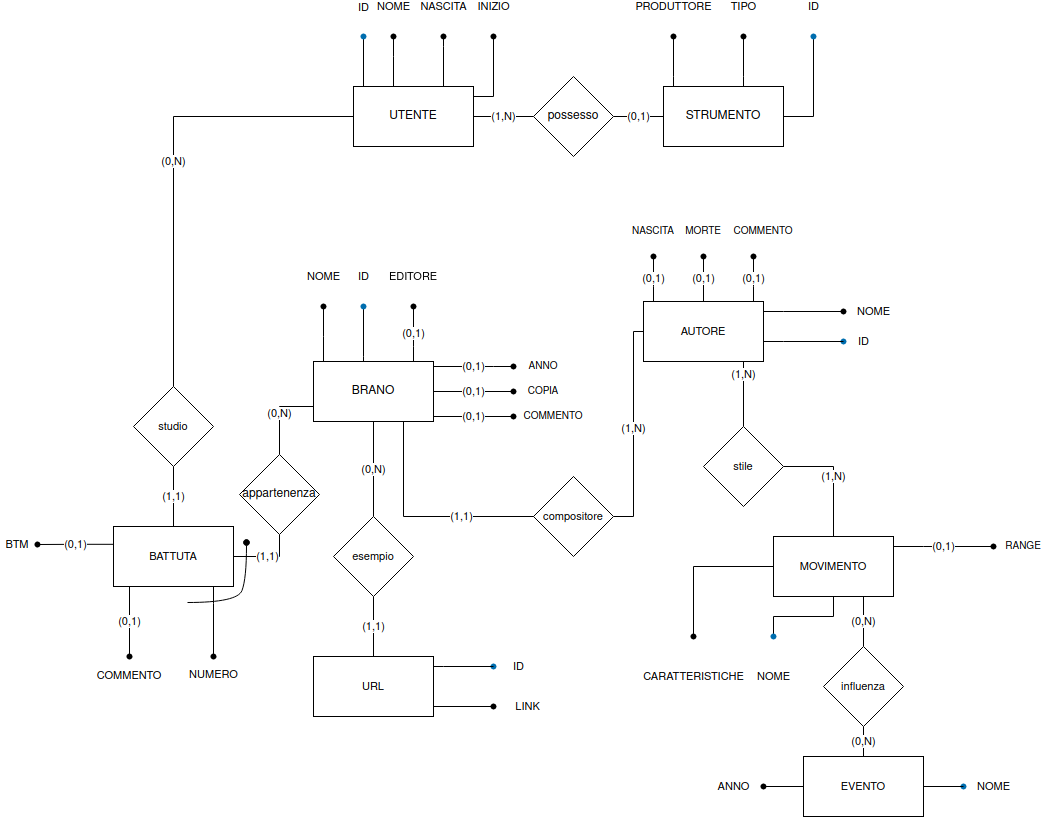 ID NOME NASCITA INIZIO
PRODUTTORE TIPO ID
UTENTE
(1,N)
possesso
(0,1)
STRUMENTO
(0,N)
NASCITA MORTE COMMENTO
(0,1) (0,1) (0,1)
NOME
AUTORE
ID
NOME ID EDITORE
(0,1)
BRANO
(0,1) ANNO
(0,1) COPIA
(0,1) COMMENTO
(1,N)
(0,N)
(1,N)
studio
(0,N)
stile
(1,N)
(1,1)
appartenenza
(1,1)
compositore
BTM (0,1)
BATTUTA
(1,1)
esempio
(0,1) RANGE
MOVIMENTO
(0,1)
(1,1)
(0,N)
COMMENTO NUMERO
URL
ID
LINK
CARATTERISTICHE NOME
influenza
(0,N)
ANNO
EVENTO
NOME